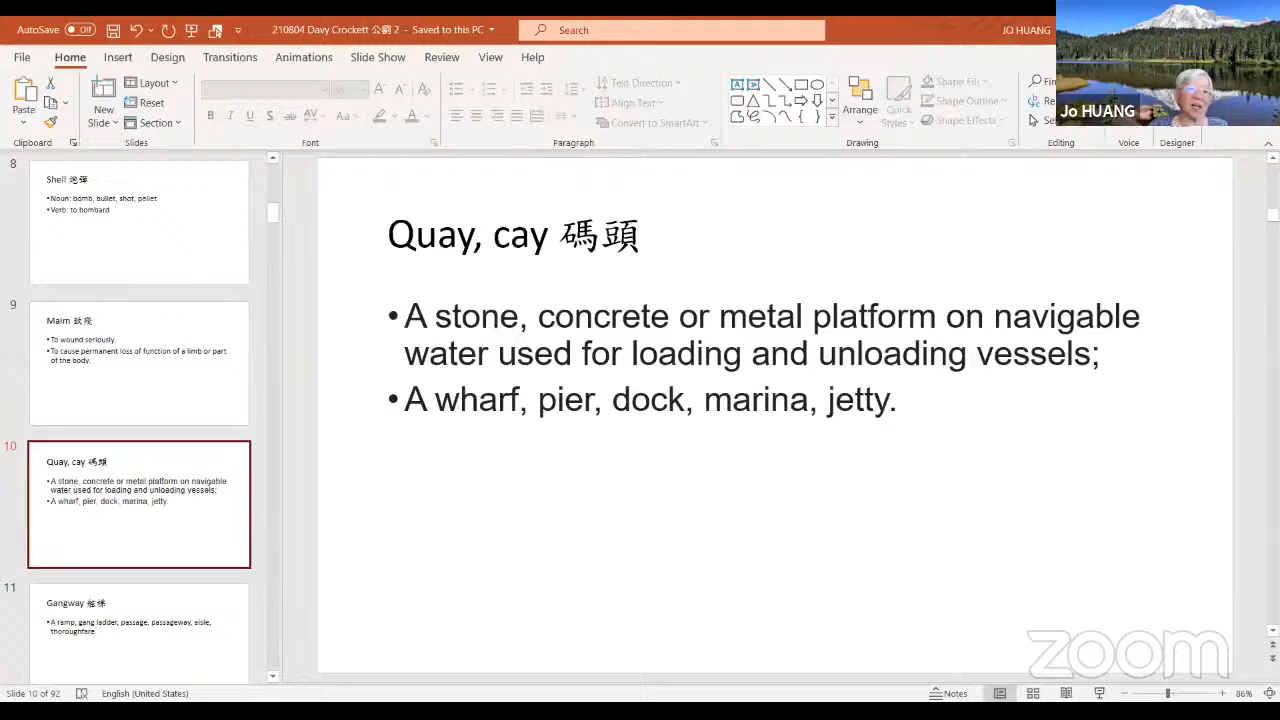 AutoSave Off 210804 Davy Crockett 公劉 2 - Saved to this PC Search JO HUANG
File Home Insert Design Transitions Animations Slide Show Review View Help
Paste
New
Slide
Layout
Reset
Section
Text Direction
Align Text
Convert to SmartArt
Arrange
Quick
Styles
Shape Fill
Shape Outline
Shape Effects
Jo HUANG
Clipboard Slides Font Paragraph Drawing Editing Voice Designer
8
Shell 炮彈
•Noun: bomb, bullet, shot, pellet
•Verb: to bombard
9
Maim 致殘
•To wound seriously.
•To cause permanent loss of function of a limb or part
of the body.
10
Quay, cay 碼頭
•A stone, concrete or metal platform on navigable
water used for loading and unloading vessels;
•A wharf, pier, dock, marina, jetty.
11
Gangway 船梯
•A ramp, gang ladder, passage, passageway, aisle,
thoroughfare
Quay, cay 碼頭
•A stone, concrete or metal platform on navigable
water used for loading and unloading vessels;
•A wharf, pier, dock, marina, jetty.
zoom
Slide 10 of 92 English (United States) Notes 86%